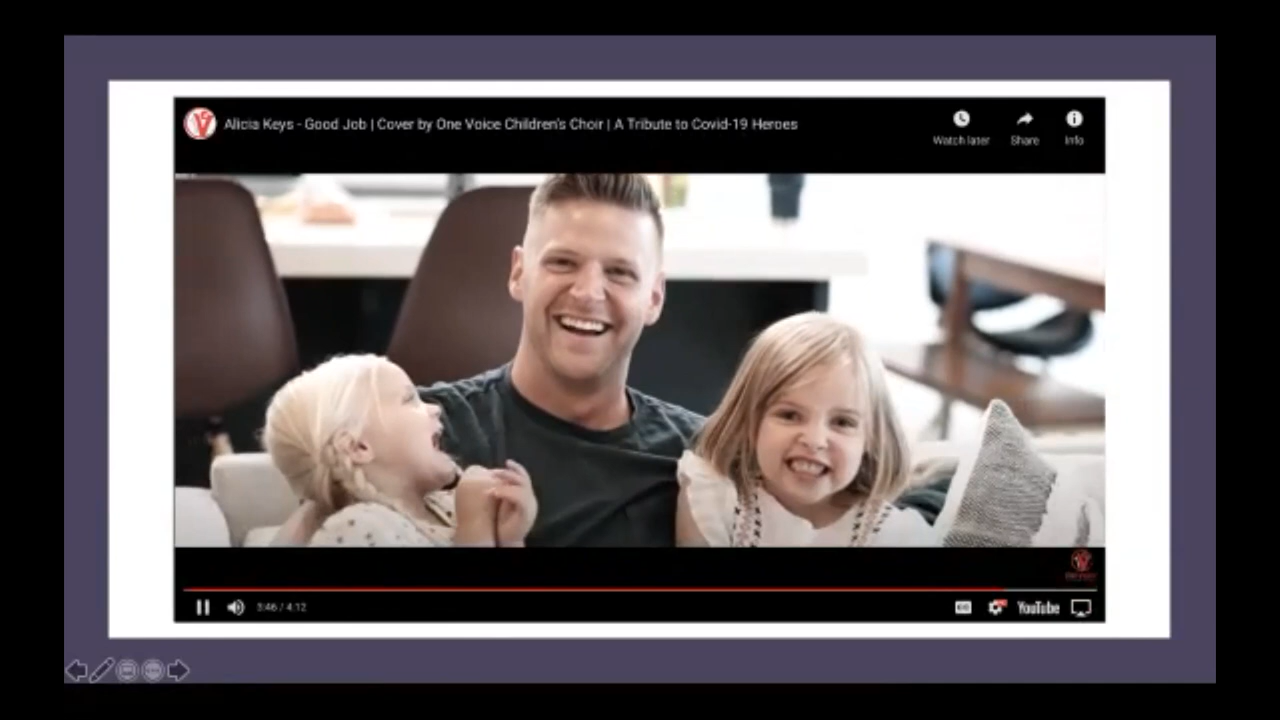 Alicia Keys - Good Job | Cover by One Voice Children's Choir | A Tribute to Covid-19 Heroes
Watch later
Share
Info
3:46 / 4:12
CC
YouTube